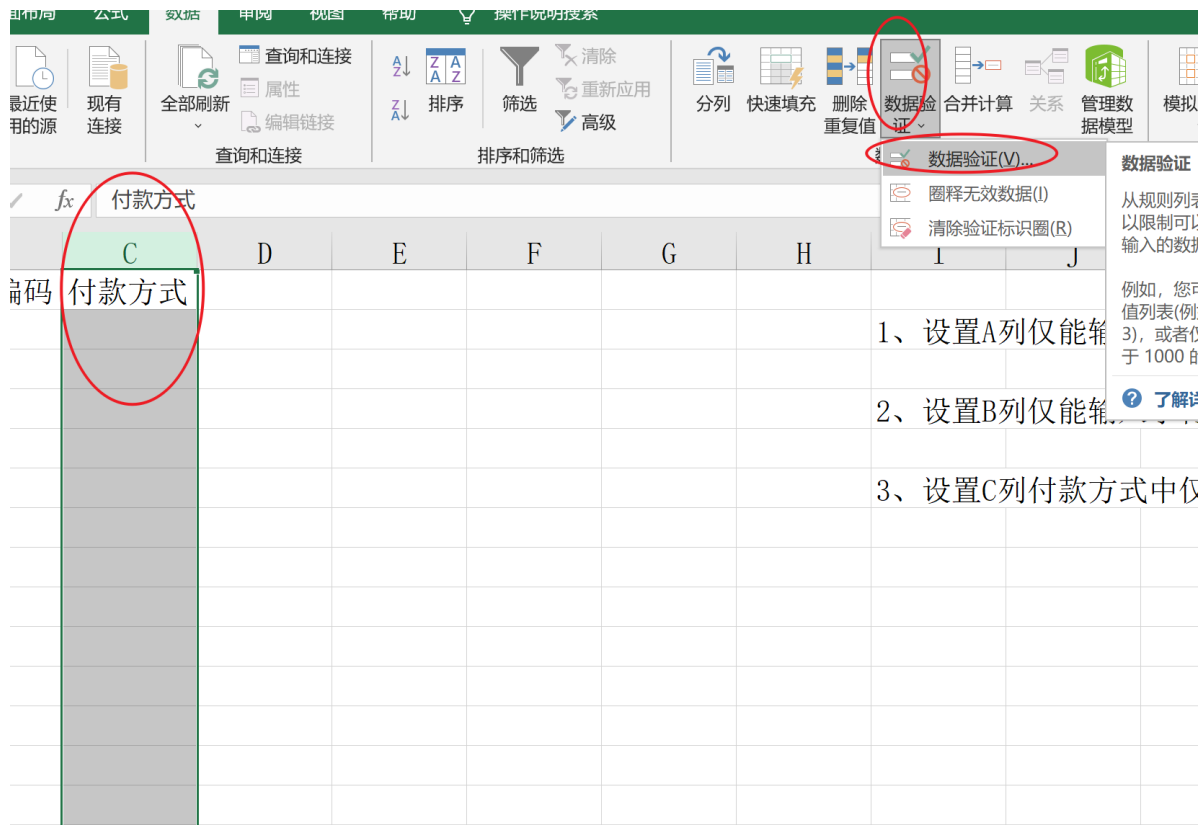 面布局 公式 数据 审阅 视图 帮助 操作说明搜索
最近使用的源
现有连接
全部刷新
查询和连接
属性
编辑链接
查询和连接
排序
筛选
清除
重新应用
高级
排序和筛选
分列
快速填充
删除重复值
数据验证
合并计算
关系
管理数据模型
模拟
数据验证(V)...
圈释无效数据(I)
清除验证标识圈(R)
数据验证
从规则列表
以限制可以
输入的数据
例如，您可
值列表(例
3)，或者仅
于 1000 的
了解详
fx 付款方式
C D E F G H I J
编码 付款方式
1、设置A列仅能输
2、设置B列仅能输
3、设置C列付款方式中仅